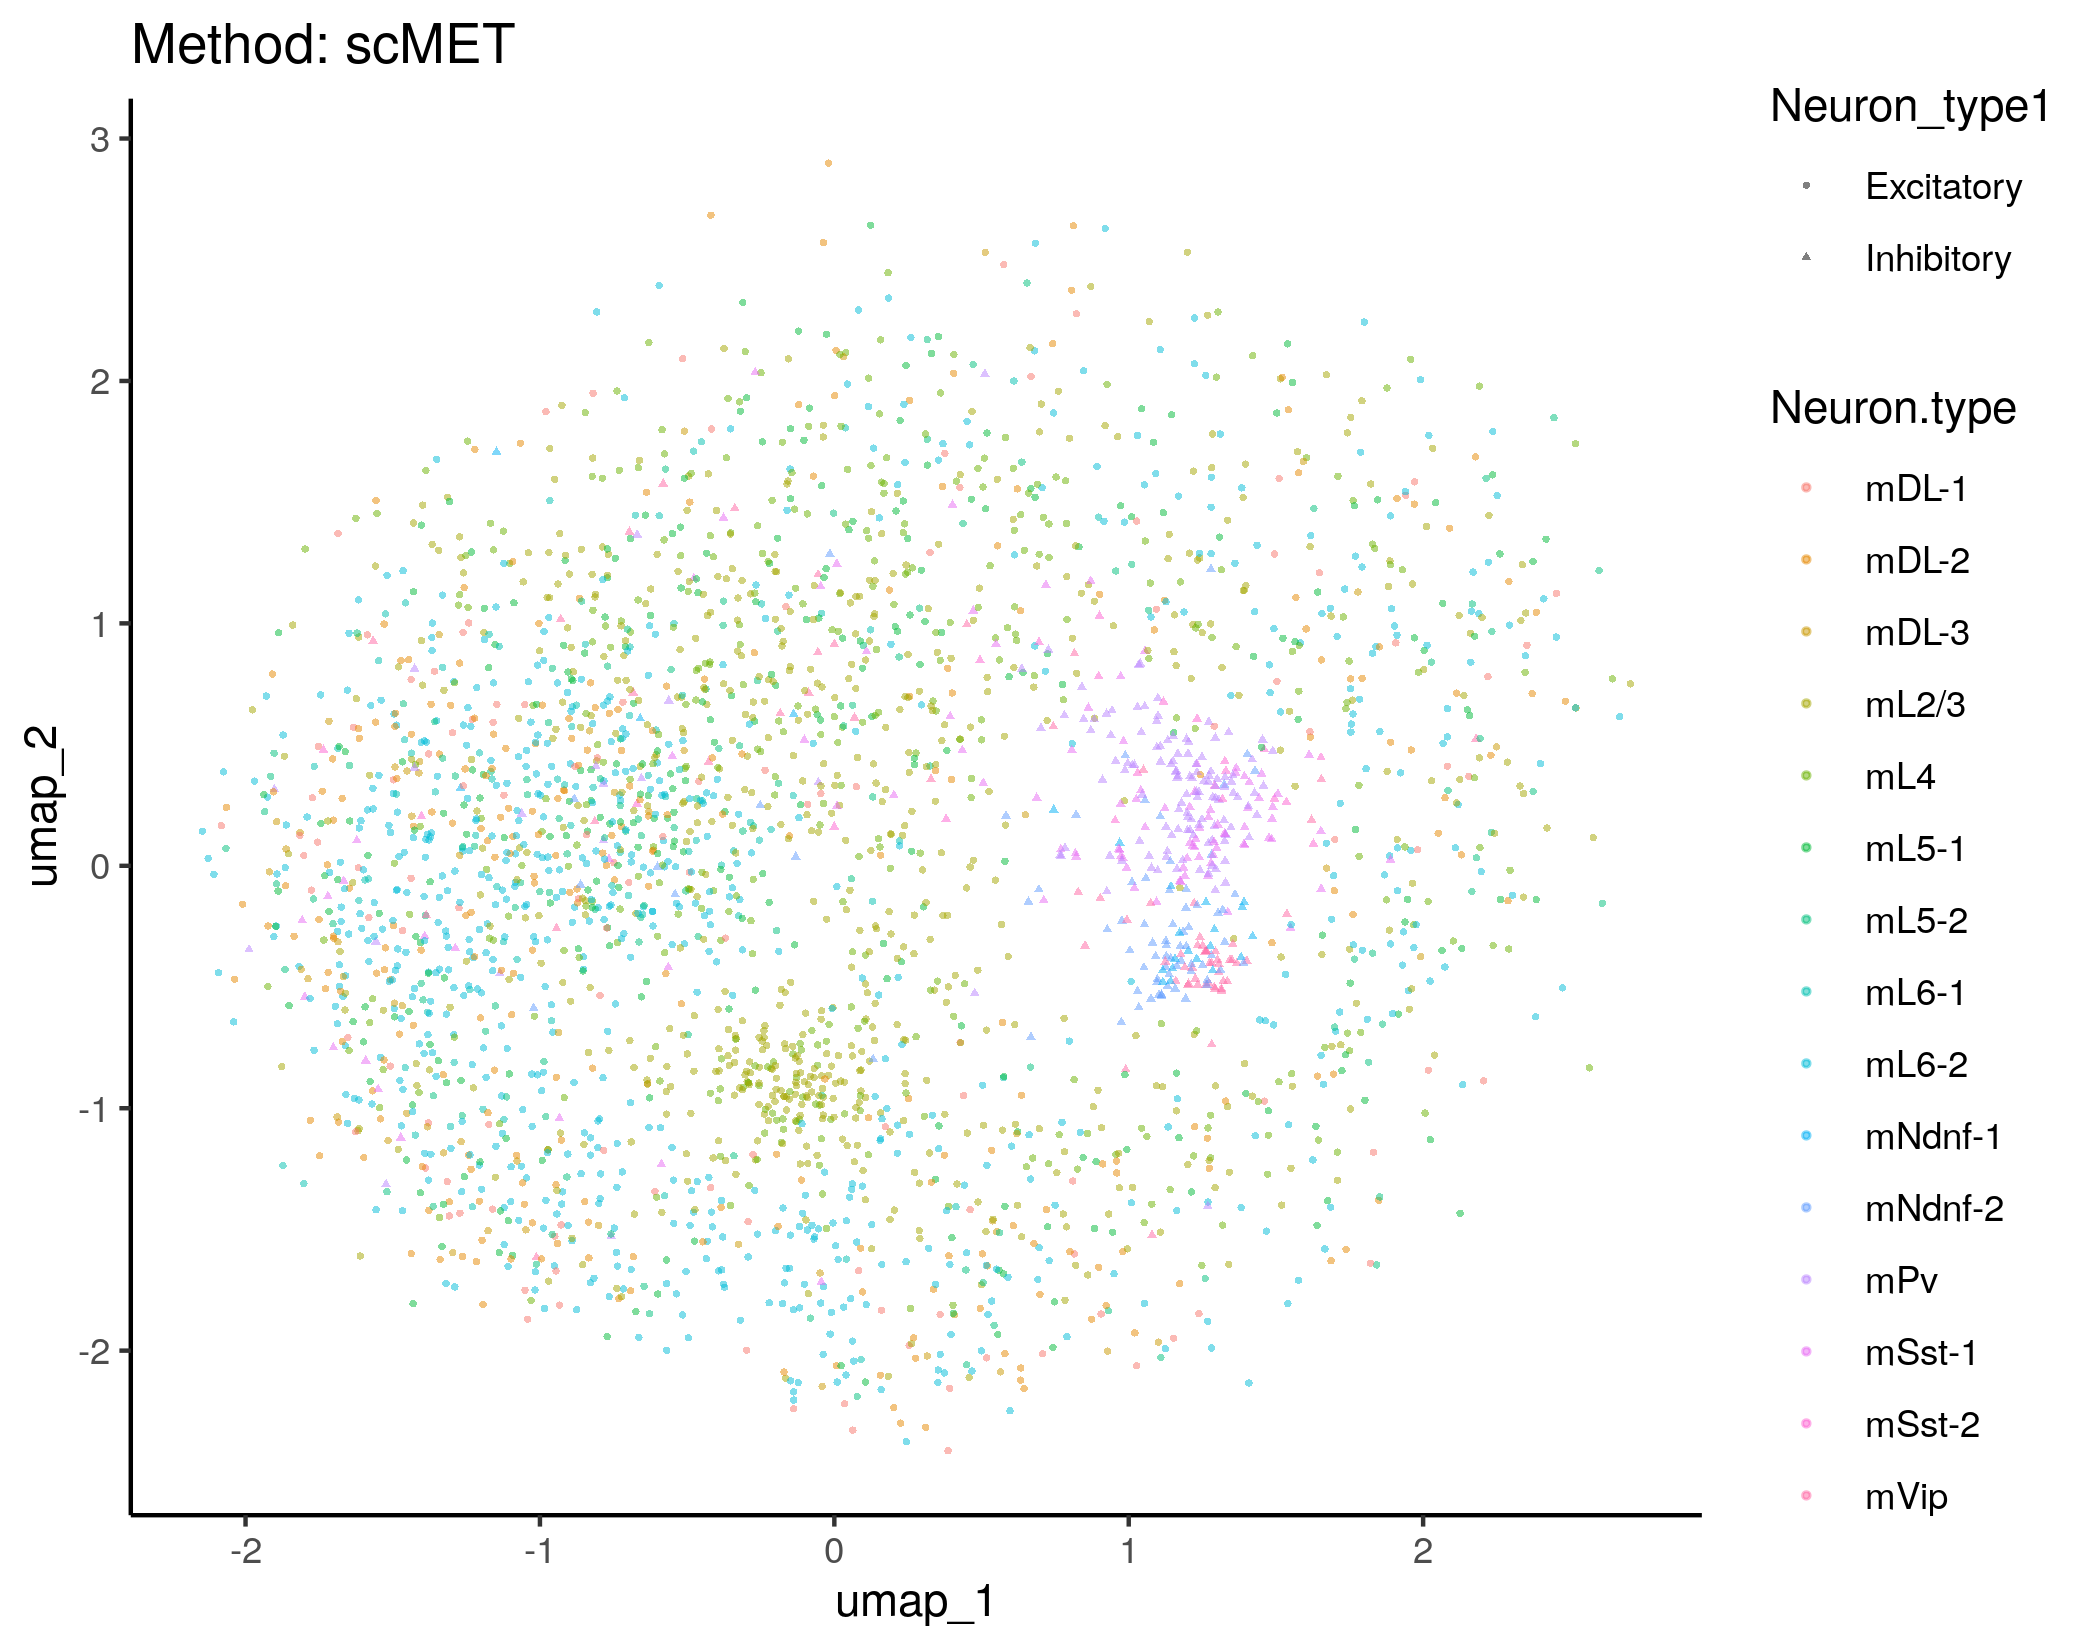 Method: scMET
umap_2
3
2
1
0
-1
-2
-2
-1
0
1
2
umap_1
Neuron_type1
Excitatory
Inhibitory
Neuron.type
mDL-1
mDL-2
mDL-3
mL2/3
mL4
mL5-1
mL5-2
mL6-1
mL6-2
mNdnf-1
mNdnf-2
mPv
mSst-1
mSst-2
mVip